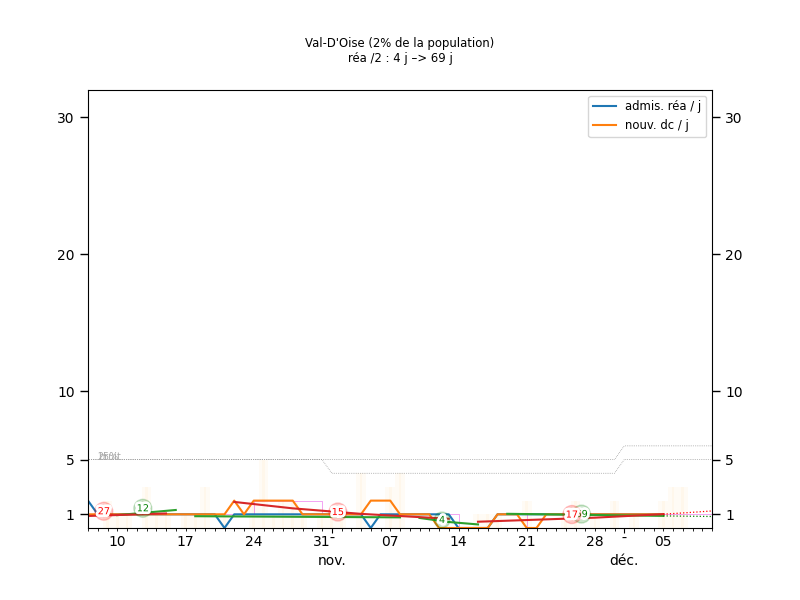 Val-D'Oise (2% de la population)
réa /2 : 4 j –> 69 j
admis. réa / j
nouv. dc / j
30 30
20 20
10 10
5 5
1 1
27 12 15 4 17
10 17 24 31 07 14 21 28 - 05
nov. déc.